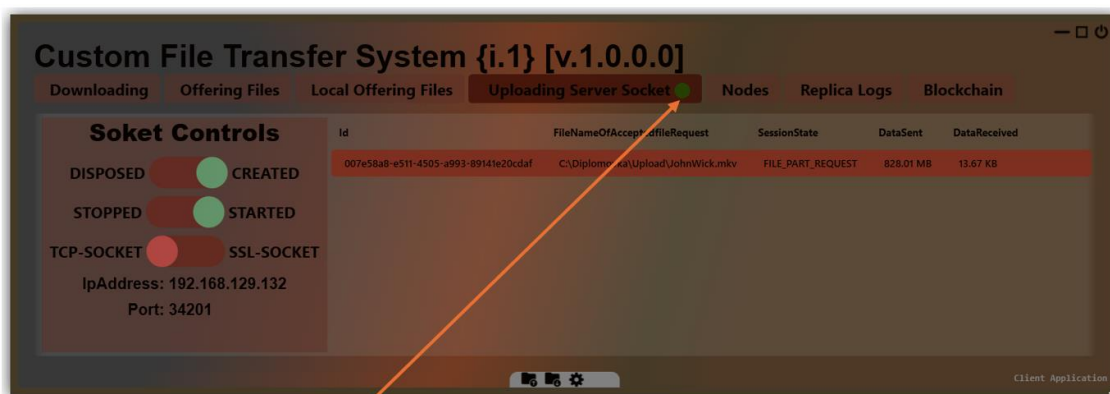 Custom File Transfer System {i.1} [v.1.0.0.0]
Downloading Offering Files Local Offering Files Uploading Server Socket Nodes Replica Logs Blockchain
Soket Controls
DISPOSED CREATED
STOPPED STARTED
TCP-SOCKET SSL-SOCKET
IpAddress: 192.168.129.132
Port: 34201
Id FileNameOfAcceptedfileRequest SessionState DataSent DataReceived
007e58a8-e511-4505-a993-89141e20cdaf C:\Diplomovka\Upload\JohnWick.mkv FILE_PART_REQUEST 828.01 MB 13.67 KB
Client Application